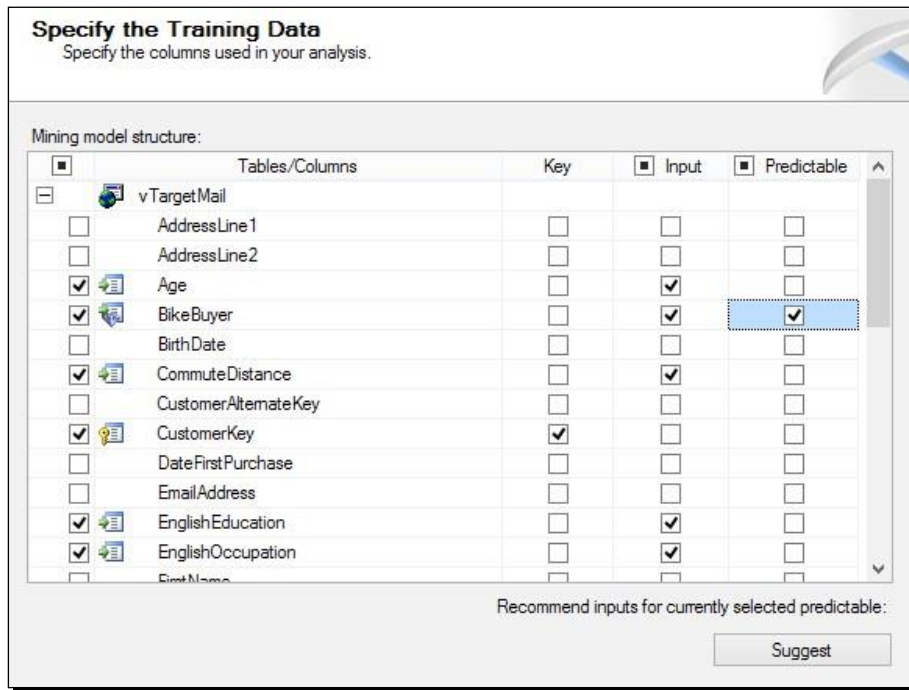 Specify the Training Data
Specify the columns used in your analysis.
Mining model structure:
Tables/Columns Key Input Predictable
vTargetMail
AddressLine1
AddressLine2
Age
BikeBuyer
BirthDate
CommuteDistance
CustomerAlternateKey
CustomerKey
DateFirstPurchase
EmailAddress
EnglishEducation
EnglishOccupation
FirstName
Recommend inputs for currently selected predictable:
Suggest